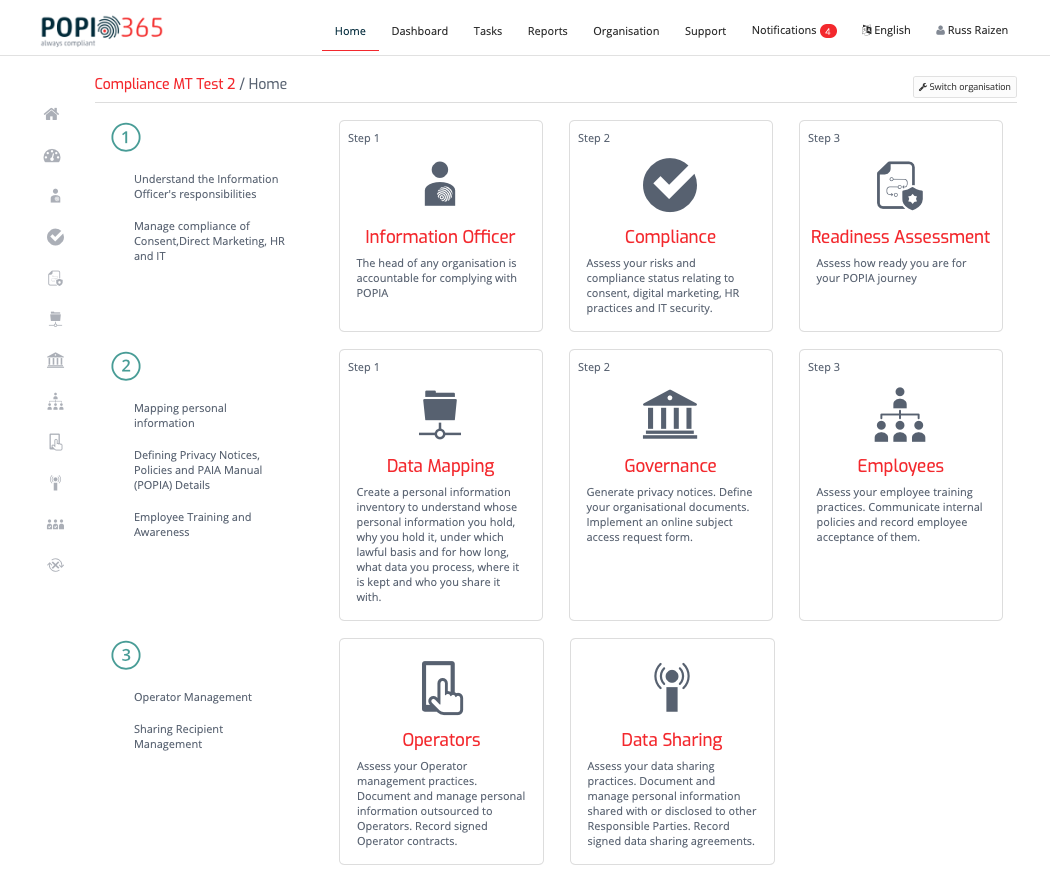 POPI 365
always compliant
Home Dashboard Tasks Reports Organisation Support Notifications 4 English Russ Raizen
Compliance MT Test 2 / Home
Switch organisation
1
Understand the Information
Officer's responsibilities
Manage compliance of
Consent,Direct Marketing, HR
and IT
Step 1
Information Officer
The head of any organisation is
accountable for complying with
POPIA
Step 2
Compliance
Assess your risks and
compliance status relating to
consent, digital marketing, HR
practices and IT security.
Step 3
Readiness Assessment
Assess how ready you are for
your POPIA journey
2
Mapping personal
information
Defining Privacy Notices,
Policies and PAIA Manual
(POPIA) Details
Employee Training and
Awareness
Step 1
Data Mapping
Create a personal information
inventory to understand whose
personal information you hold,
why you hold it, under which
lawful basis and for how long,
what data you process, where it
is kept and who you share it
with.
Step 2
Governance
Generate privacy notices. Define
your organisational documents.
Implement an online subject
access request form.
Step 3
Employees
Assess your employee training
practices. Communicate internal
policies and record employee
acceptance of them.
3
Operator Management
Sharing Recipient
Management
Operators
Assess your Operator
management practices.
Document and manage personal
information outsourced to
Operators. Record signed
Operator contracts.
Data Sharing
Assess your data sharing
practices. Document and
manage personal information
shared with or disclosed to other
Responsible Parties. Record
signed data sharing agreements.